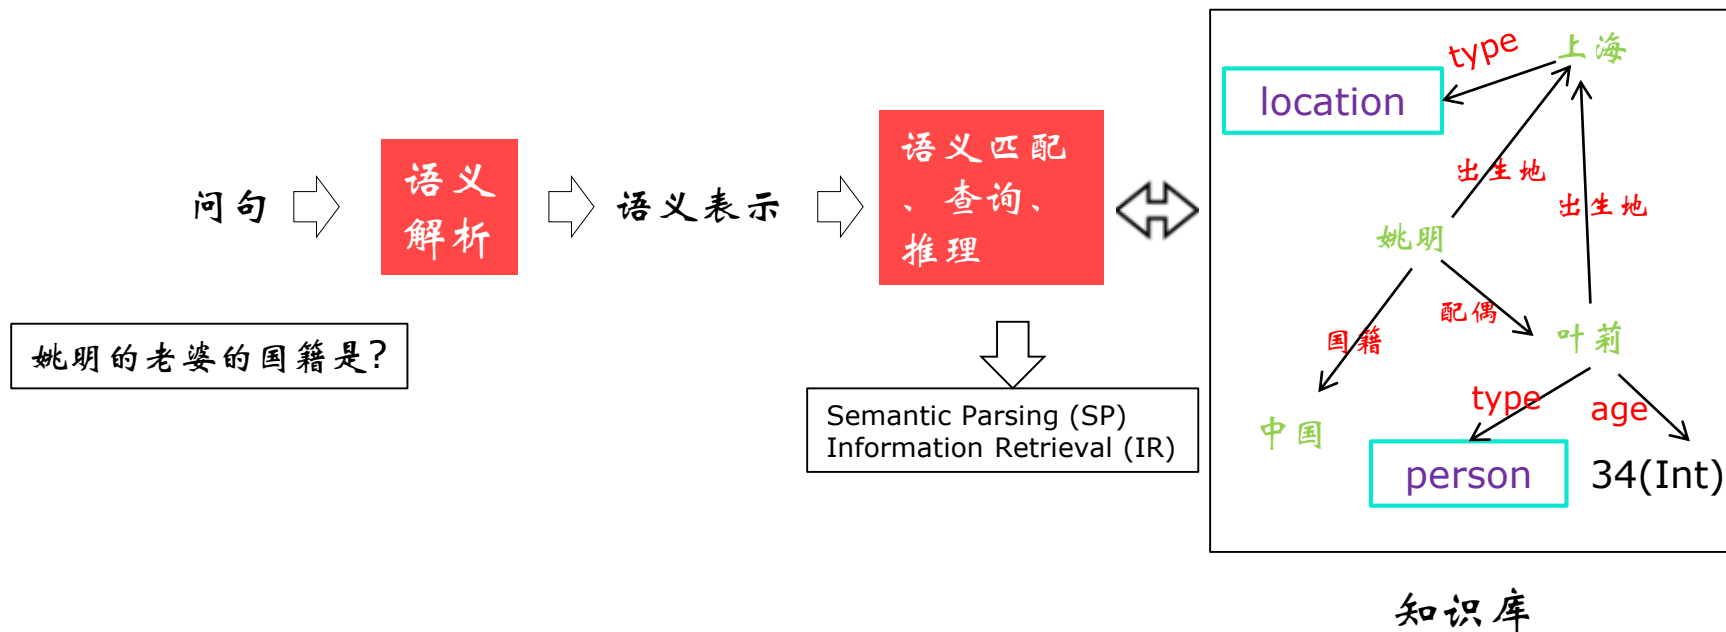 问句
语义
解析
语义表示
语义匹配
、查询、
推理
姚明的老婆的国籍是?
Semantic Parsing (SP)
Information Retrieval (IR)
type
上海
location
出生地
出生地
姚明
配偶
国籍
叶莉
type
age
中国
person
34(Int)
知识库